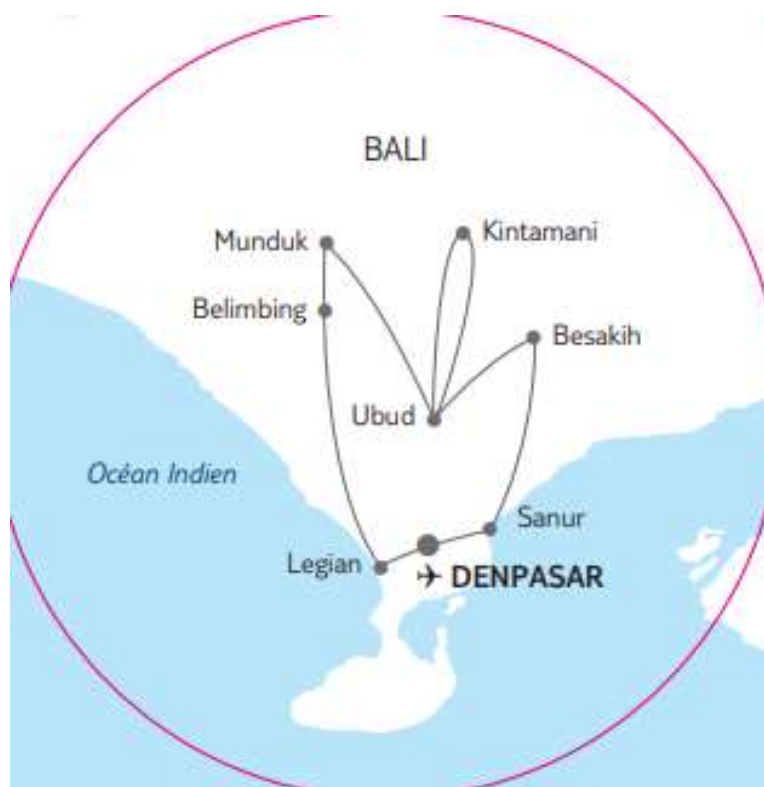 BALI
Munduk
Kintamani
Belimbing
Besakih
Ubud
Océan Indien
Sanur
Legian
DENPASAR